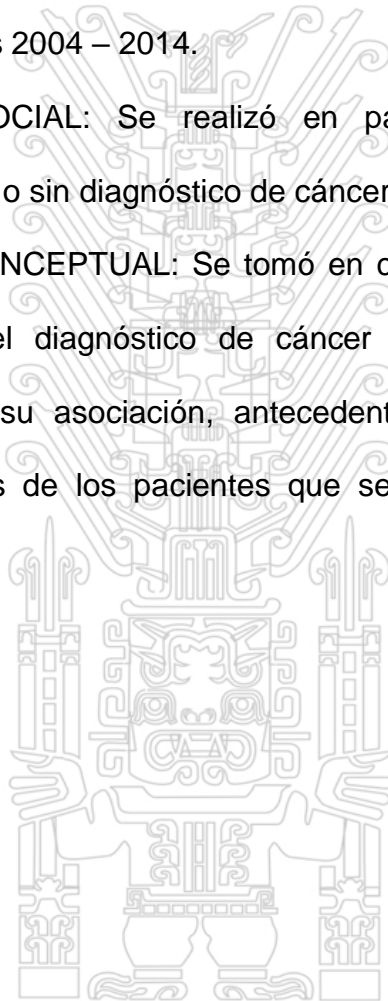 s 2004 – 2014.
OCIAL: Se realizó en pa
o sin diagnóstico de cáncer
NCEPTUAL: Se tomó en c
el diagnóstico de cáncer
su asociación, antecedent
s de los pacientes que se